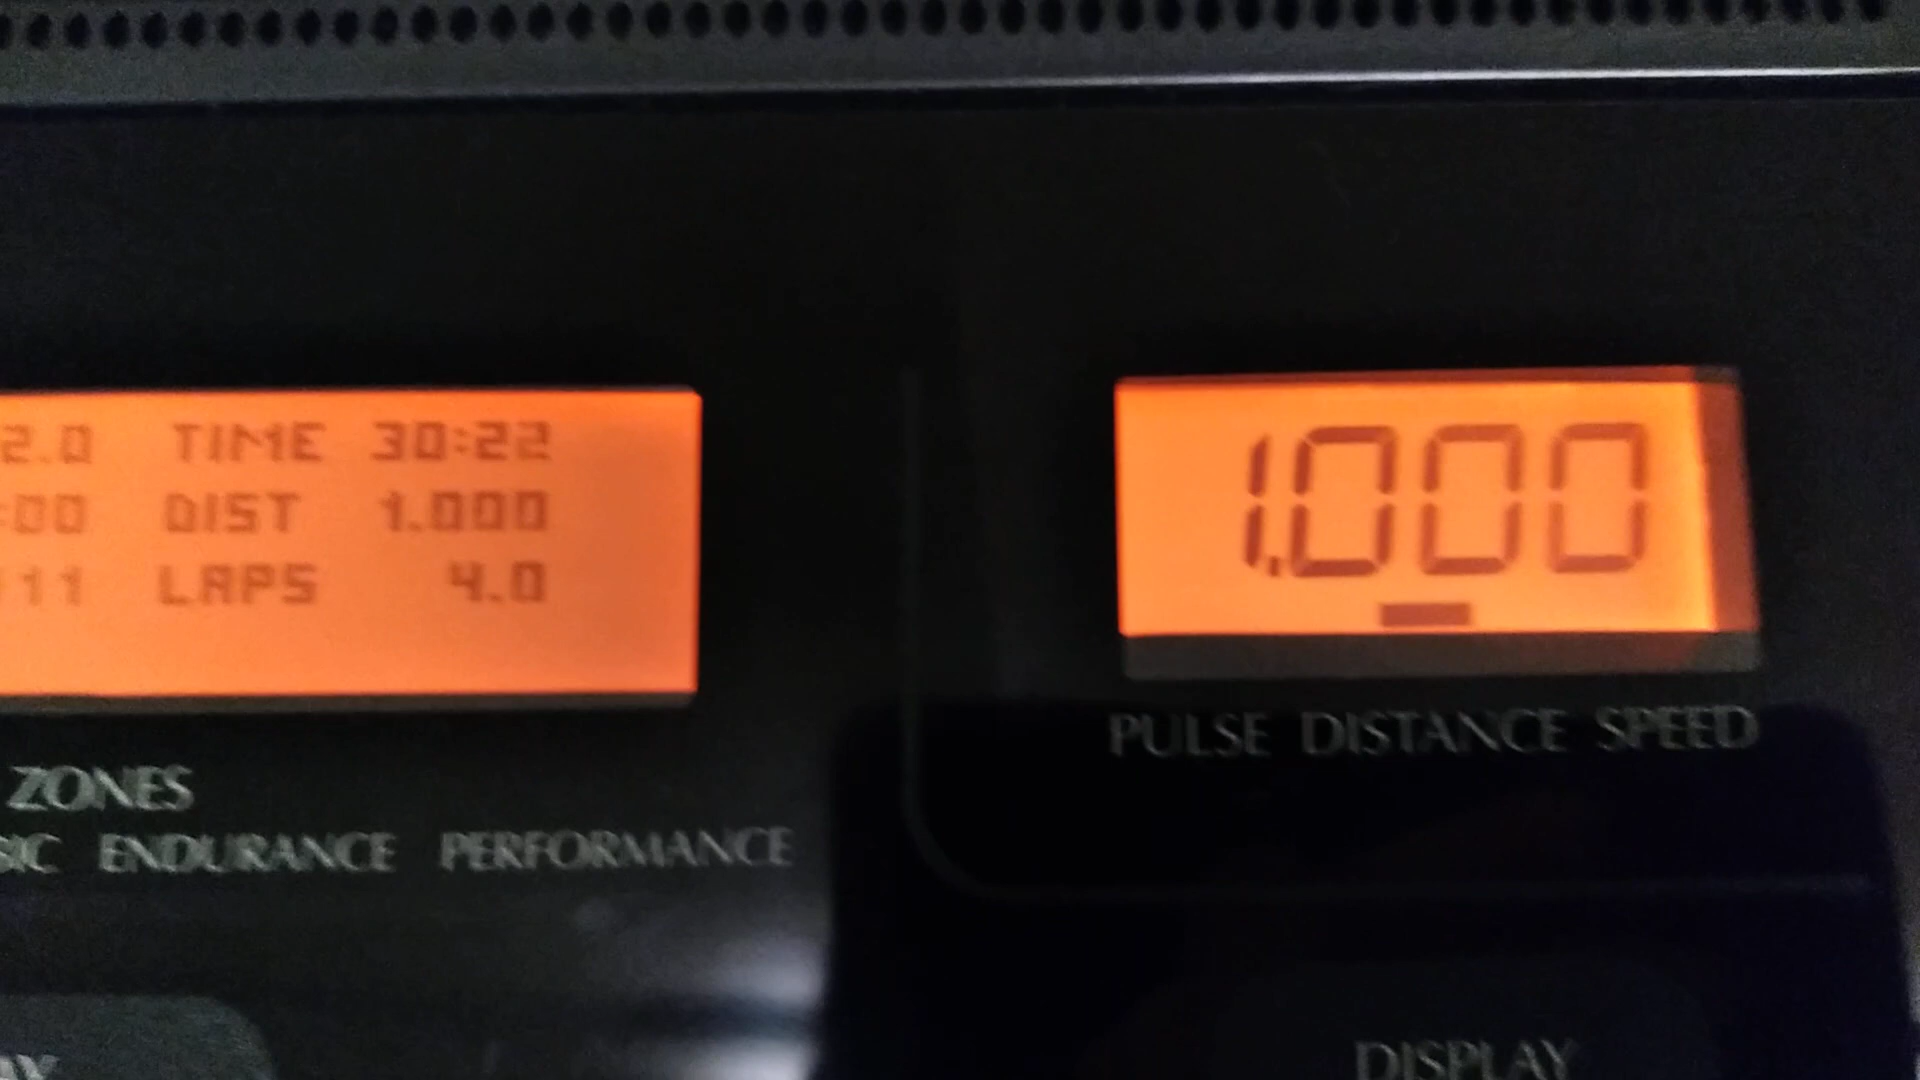 2.0 TIME 30:22
:00 DIST 1.000
11 LAPS 4.0
1.000
PULSE DISTANCE SPEED
ZONES
ENDURANCE PERFORMANCE
DISPLAY